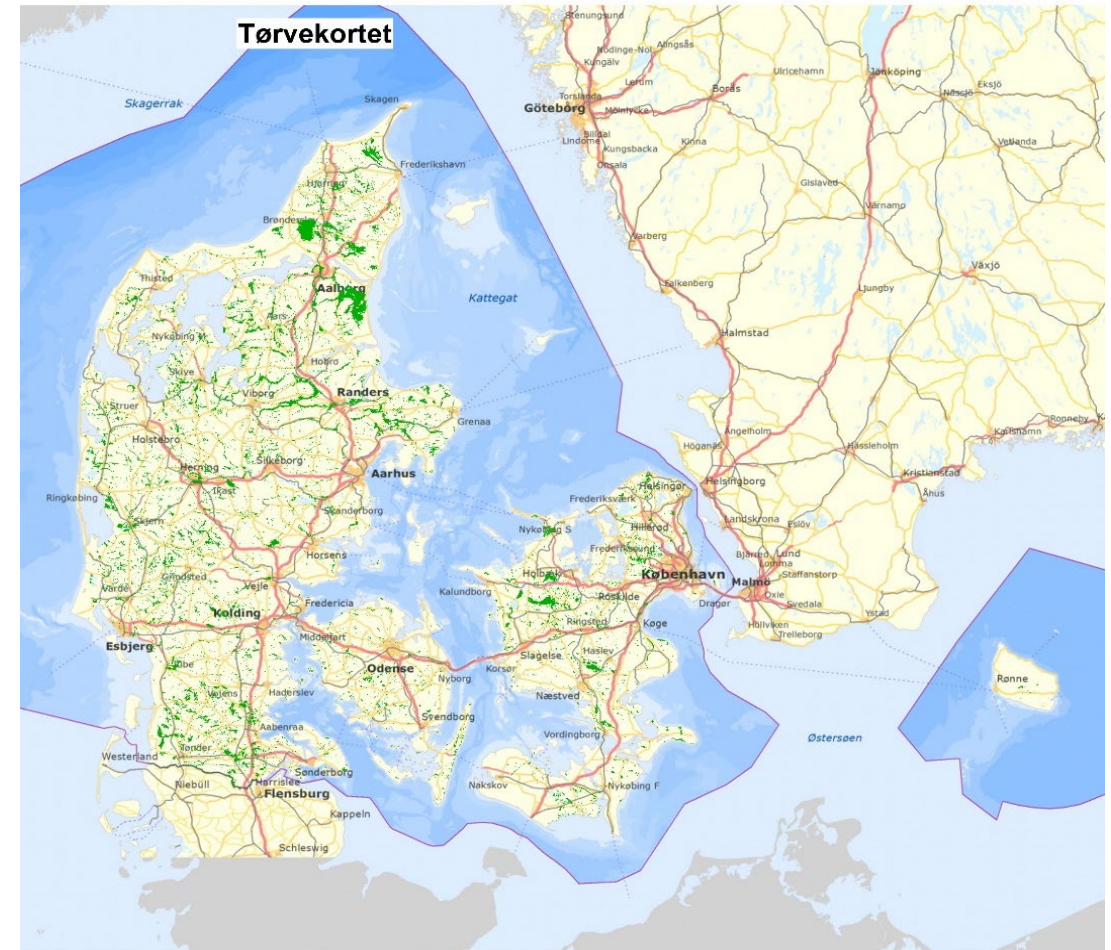 Tørvekortet
Stenungsund
Nödinge-Nol
Alingsås
Kungälv
Lerum
Ulricehamn
Jönköping
Eksjö
Nässjö
Borås
Torslanda
Mölnlycke
Göteborg
Skagerrak
Skagen
Billdal
Lindome
Kungsbacka
Kinna
Vetlanda
Onsala
Frederikshavn
Hjørring
Gislaved
Värnamo
Brønderslev
Varberg
Växjö
Thisted
Aalborg
Kattegat
Falkenberg
Ljungby
Aars
Nykøbing M
Halmstad
Hobro
Skive
Viborg
Randers
Struer
Grenaa
Ronneby
Karlshamn
Ängelholm
Holstebro
Höganäs
Hässleholm
Silkeborg
Herning
Aarhus
Kristianstad
Helsingør
Helsingborg
Ikast
Åhus
Ringkøbing
Frederiksværk
Skanderborg
Landskrona
Skjern
Nykøbing S
Hillerød
Eslöv
Horsens
Frederikssund
Bjärred
Lund
Lomma
Grindsted
Holbæk
København
Staffanstorp
Vejle
Malmö
Varde
Kalundborg
Roskilde
Oxie
Fredericia
Dragør
Svedala
Kolding
Ystad
Ringsted
Køge
Höllviken
Middelfart
Trelleborg
Esbjerg
Odense
Slagelse
Haslev
Ribe
Korsør
Nyborg
Rønne
Vojens
Haderslev
Næstved
Svendborg
Aabenraa
Vordingborg
Østersøen
Tønder
Westerland
Sønderborg
Niebüll
Harrislee
Nakskov
Nykøbing F
Flensburg
Kappeln
Schleswig